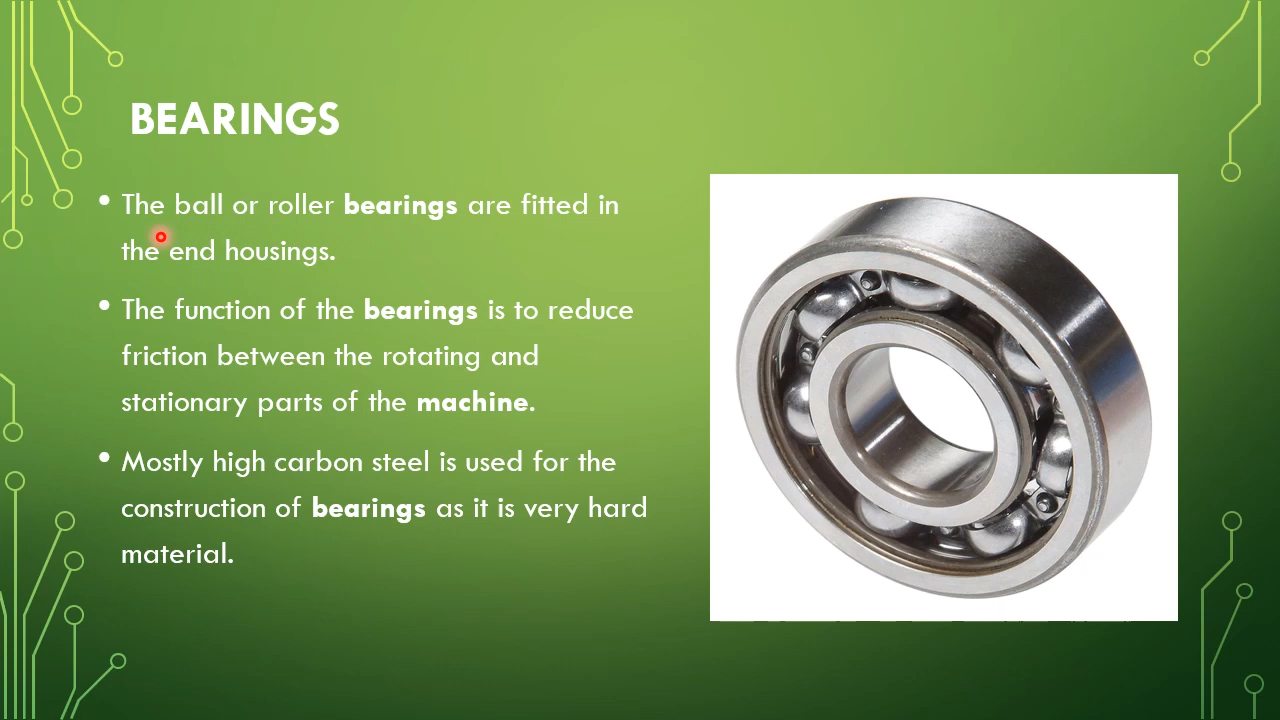 BEARINGS
• The ball or roller bearings are fitted in
the end housings.
• The function of the bearings is to reduce
friction between the rotating and
stationary parts of the machine.
• Mostly high carbon steel is used for the
construction of bearings as it is very hard
material.